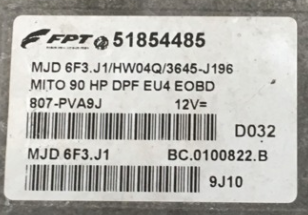 FPT 51854485
MJD 6F3.J1/HW04Q/3645-J196
MITO 90 HP DPF EU4 EOBD
807-PVA9J 12V=
D032
MJD 6F3.J1 BC.0100822.B
9J10